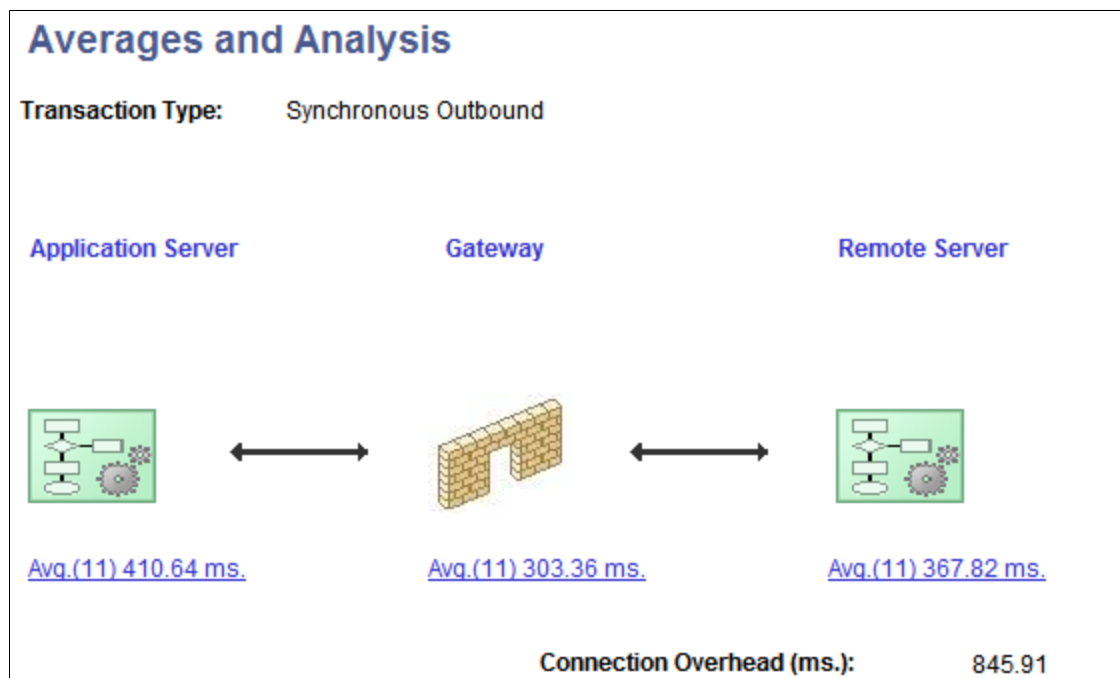 Averages and Analysis
Transaction Type: Synchronous Outbound
Application Server Gateway Remote Server
Avg.(11) 410.64 ms. Avg.(11) 303.36 ms. Avg.(11) 367.82 ms.
Connection Overhead (ms.): 845.91